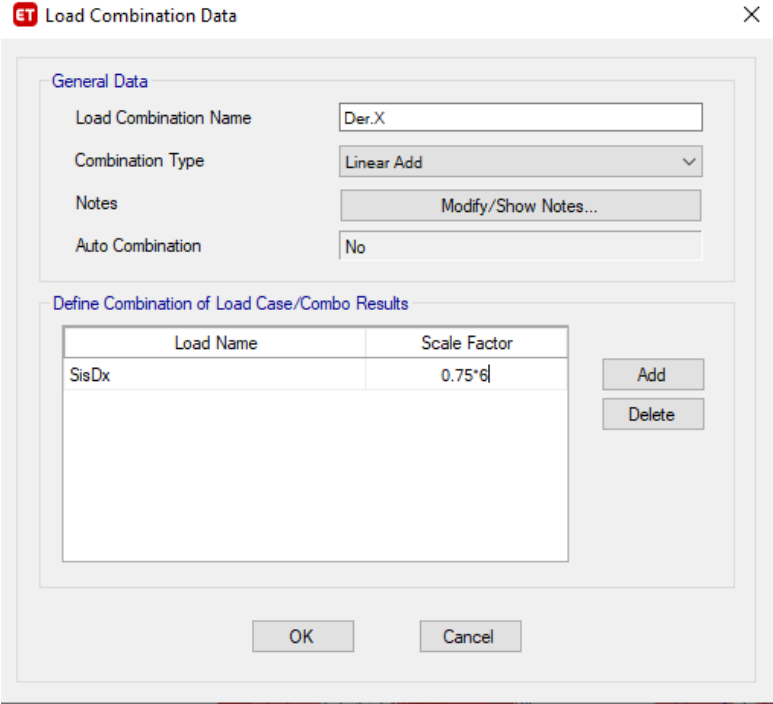 ET Load Combination Data
General Data
Load Combination Name Der.X
Combination Type Linear Add
Notes Modify/Show Notes...
Auto Combination No
Define Combination of Load Case/Combo Results
Load Name Scale Factor
SisDx 0.75*6 Add
Delete
OK Cancel